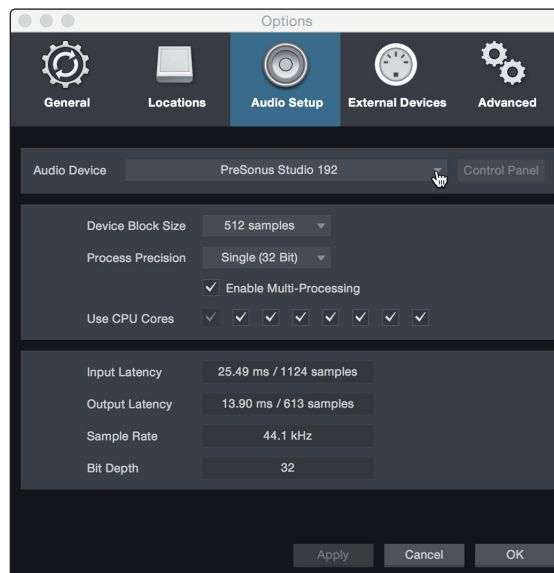 Options
General Locations Audio Setup External Devices Advanced
Audio Device PreSonus Studio 192 Control Panel
Device Block Size 512 samples
Process Precision Single (32 Bit)
Enable Multi-Processing
Use CPU Cores
Input Latency 25.49 ms / 1124 samples
Output Latency 13.90 ms / 613 samples
Sample Rate 44.1 kHz
Bit Depth 32
Apply Cancel OK